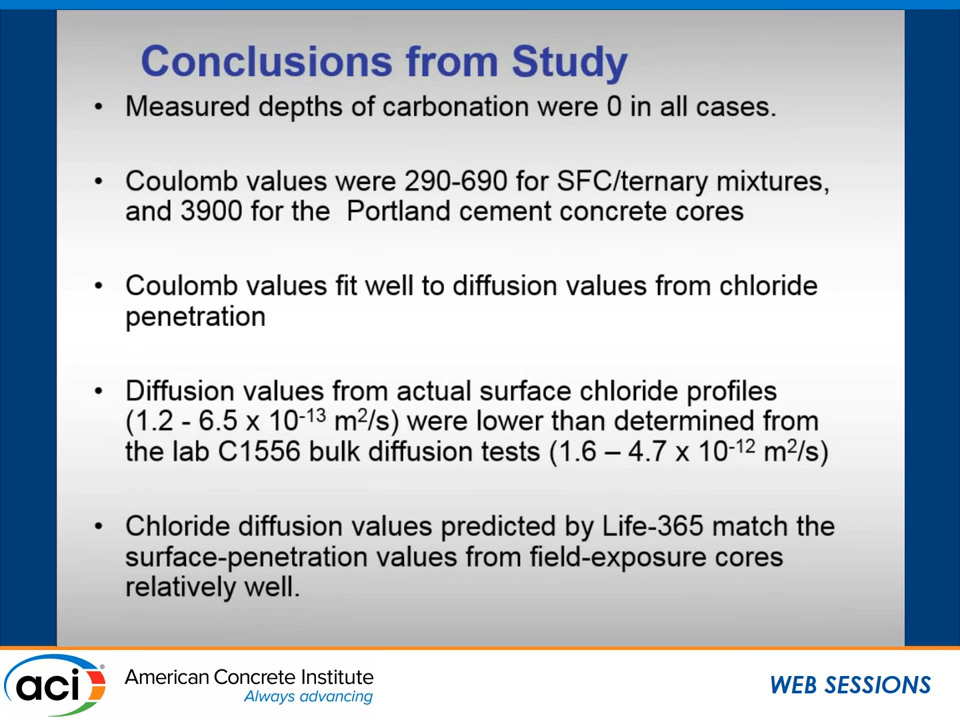 Conclusions from Study
• Measured depths of carbonation were 0 in all cases.
• Coulomb values were 290-690 for SFC/ternary mixtures,
and 3900 for the Portland cement concrete cores
• Coulomb values fit well to diffusion values from chloride
penetration
• Diffusion values from actual surface chloride profiles
(1.2 - 6.5 x 10⁻¹³ m²/s) were lower than determined from
the lab C1556 bulk diffusion tests (1.6 – 4.7 x 10⁻¹² m²/s)
• Chloride diffusion values predicted by Life-365 match the
surface-penetration values from field-exposure cores
relatively well.
aci®
American Concrete Institute
Always advancing
WEB SESSIONS